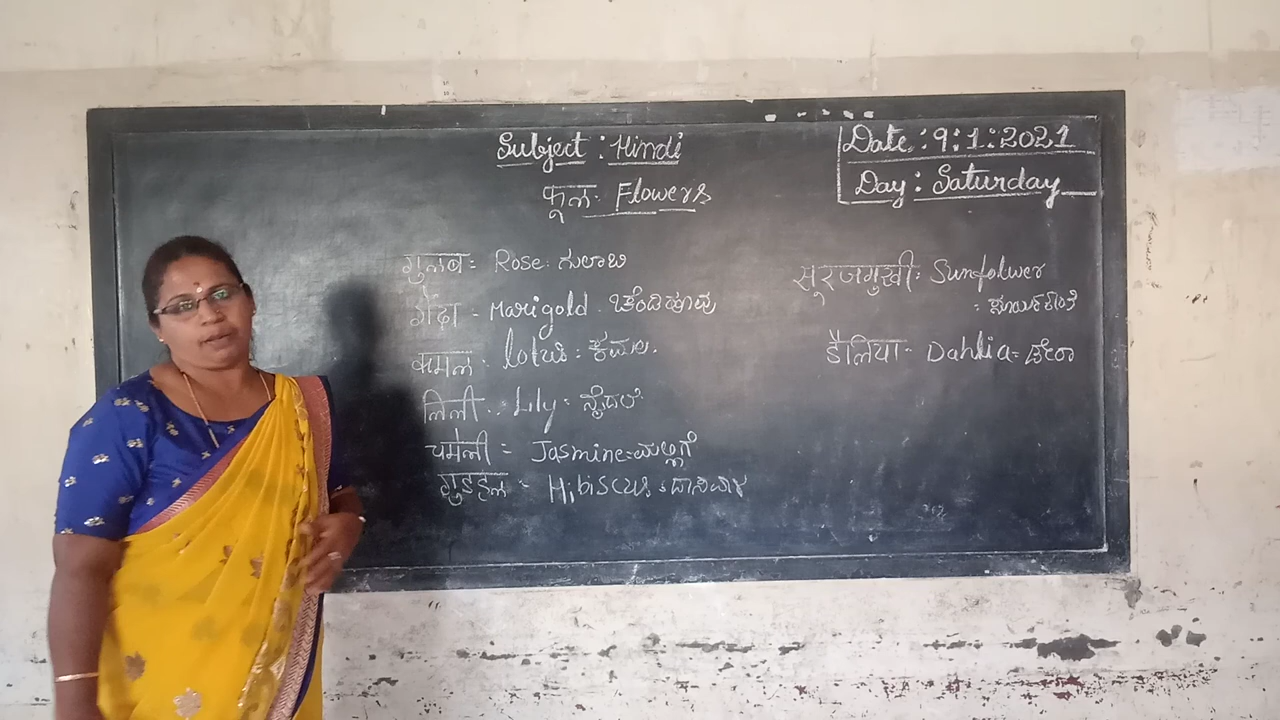 Subject : Hindi
Date : 9:1:2021
Day : Saturday
फूल. Flowers
गुलाब = Rose: ಗುಲಾಬಿ
गेंढ़ा = Marigold. ಚೆಂಡಿಹೂವು
कमल = lotus = ಕಮಲ.
लिली .. Lily = ನೈದಿಲೆ
चमेली = Jasmine=ಮಲ್ಲಿಗೆ
गुडहल = Hibiscus = ದಾಸವಾಳ
सूरजमुखी: Sunfolwer
= ಸೂರ್ಯಕಾಂತಿ
डैलिया = Dahlia= ಡೇರಾ